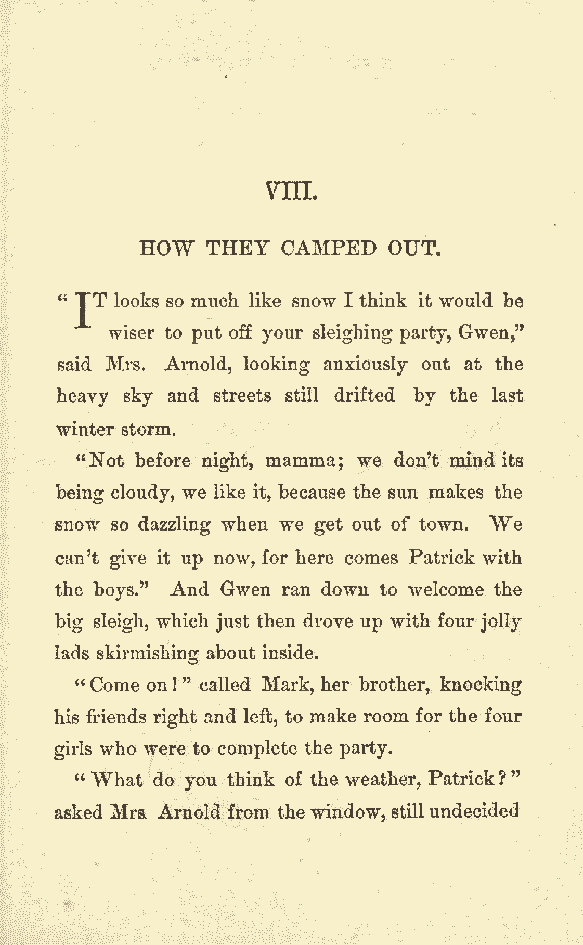 VIII.
HOW THEY CAMPED OUT.
“IT looks so much like snow I think it would be
wiser to put off your sleighing party, Gwen,”
said Mrs. Arnold, looking anxiously out at the
heavy sky and streets still drifted by the last
winter storm.
“Not before night, mamma; we don’t mind its
being cloudy, we like it, because the sun makes the
snow so dazzling when we get out of town. We
can’t give it up now, for here comes Patrick with
the boys.” And Gwen ran down to welcome the
big sleigh, which just then drove up with four jolly
lads skirmishing about inside.
“Come on!” called Mark, her brother, knocking
his friends right and left, to make room for the four
girls who were to complete the party.
“What do you think of the weather, Patrick?”
asked Mrs Arnold from the window, still undecided